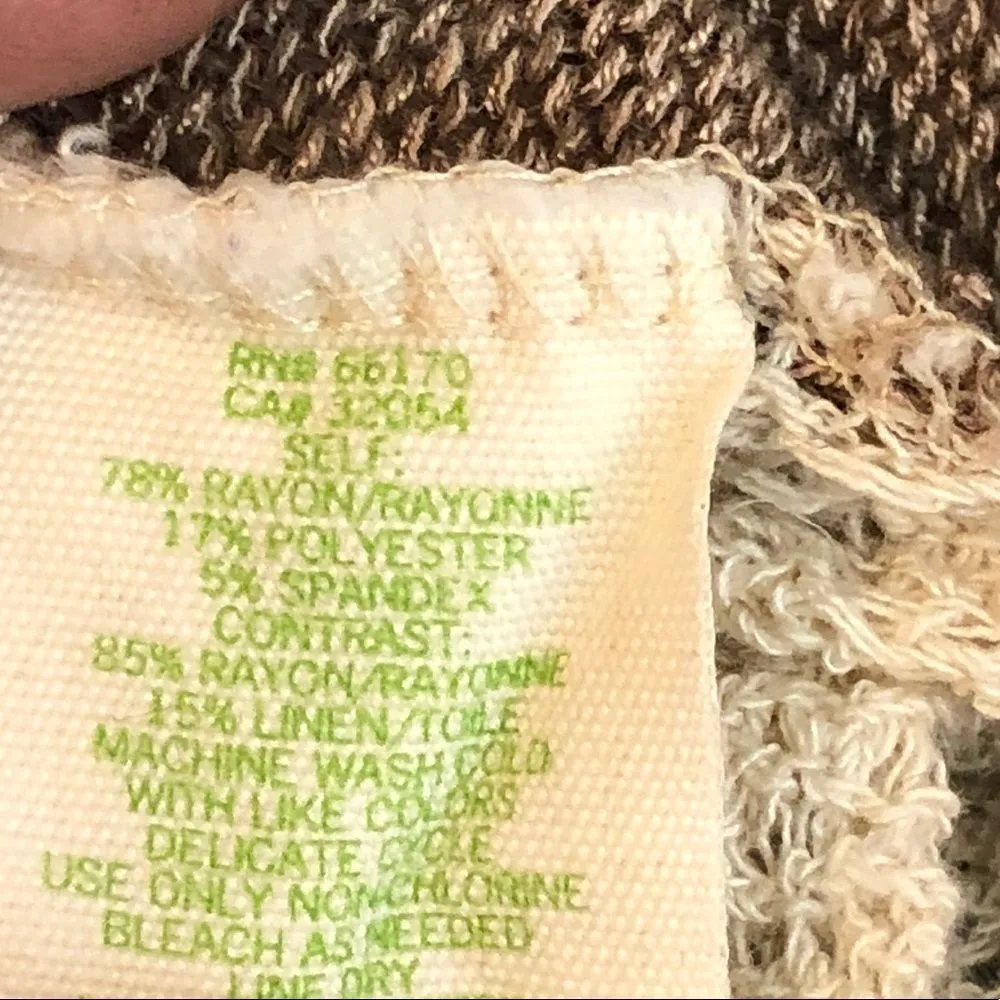 RN# 66170
CA# 32054
SELF:
78% RAYON/RAYONNE
17% POLYESTER
5% SPANDEX
CONTRAST:
85% RAYON/RAYONNE
15% LINEN/TOILE
MACHINE WASH COLD
WITH LIKE COLORS
DELICATE CYCLE
USE ONLY NONCHLORINE
BLEACH AS NEEDED
LINE DRY